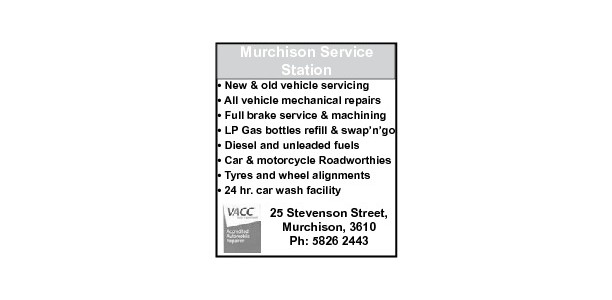 Murchison Service
Station
• New & old vehicle servicing
• All vehicle mechanical repairs
• Full brake service & machining
• LP Gas bottles refill & swap'n'go
• Diesel and unleaded fuels
• Car & motorcycle Roadworthies
• Tyres and wheel alignments
• 24 hr. car wash facility
VACC
Accredited
Automobile
Repairer
25 Stevenson Street,
Murchison, 3610
Ph: 5826 2443